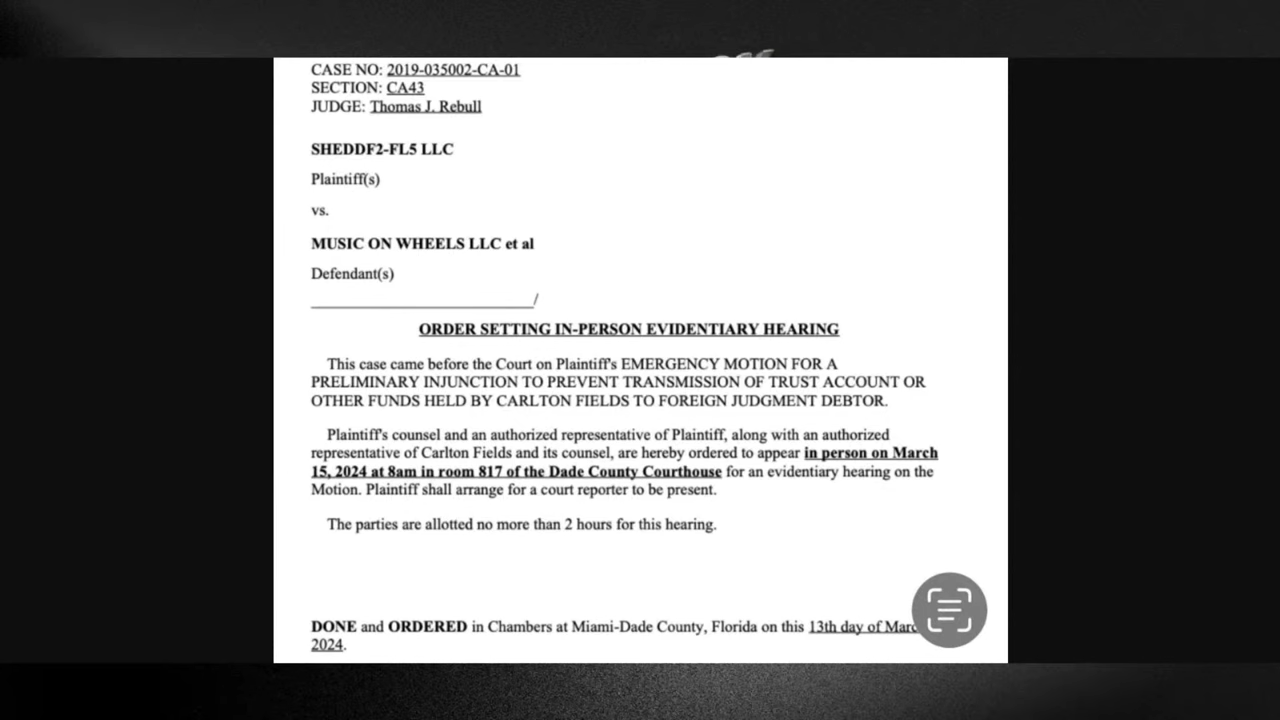 CASE NO: 2019-035002-CA-01
SECTION: CA43
JUDGE: Thomas J. Rebull
SHEDDF2-FL5 LLC
Plaintiff(s)
vs.
MUSIC ON WHEELS LLC et al
Defendant(s)
____________________________/
ORDER SETTING IN-PERSON EVIDENTIARY HEARING
This case came before the Court on Plaintiff's EMERGENCY MOTION FOR A
PRELIMINARY INJUNCTION TO PREVENT TRANSMISSION OF TRUST ACCOUNT OR
OTHER FUNDS HELD BY CARLTON FIELDS TO FOREIGN JUDGMENT DEBTOR.
Plaintiff's counsel and an authorized representative of Plaintiff, along with an authorized
representative of Carlton Fields and its counsel, are hereby ordered to appear in person on March
15, 2024 at 8am in room 817 of the Dade County Courthouse for an evidentiary hearing on the
Motion. Plaintiff shall arrange for a court reporter to be present.
The parties are allotted no more than 2 hours for this hearing.
DONE and ORDERED in Chambers at Miami-Dade County, Florida on this 13th day of
2024.